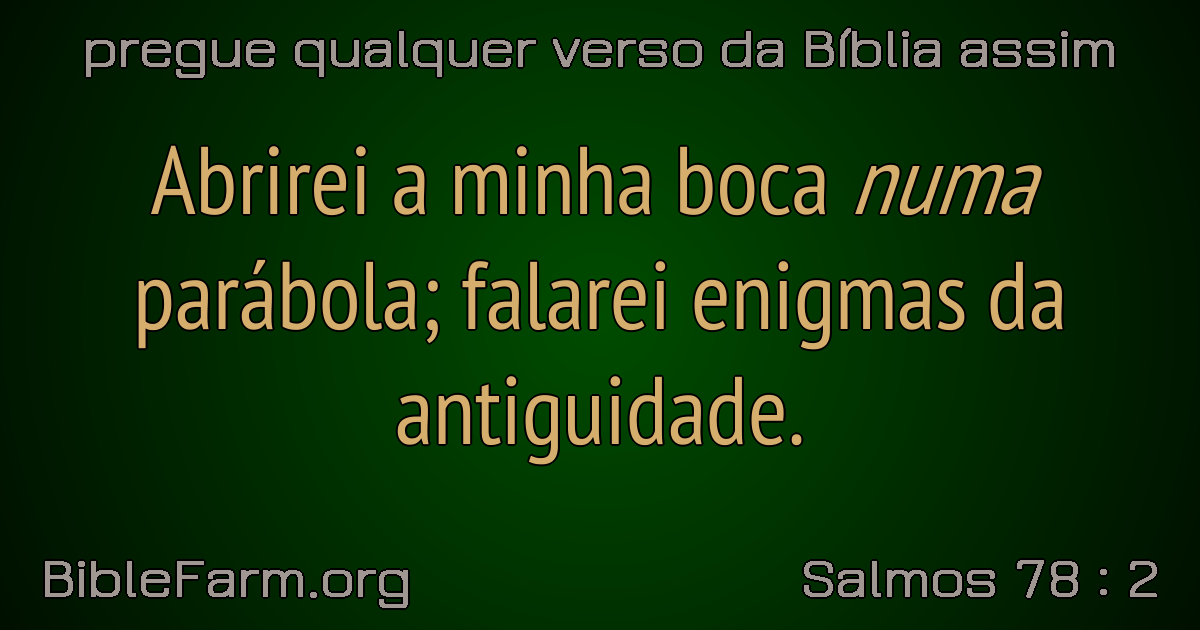 pregue qualquer verso da Bíblia assim
Abrirei a minha boca numa
parábola; falarei enigmas da
antiguidade.
BibleFarm.org
Salmos 78 : 2